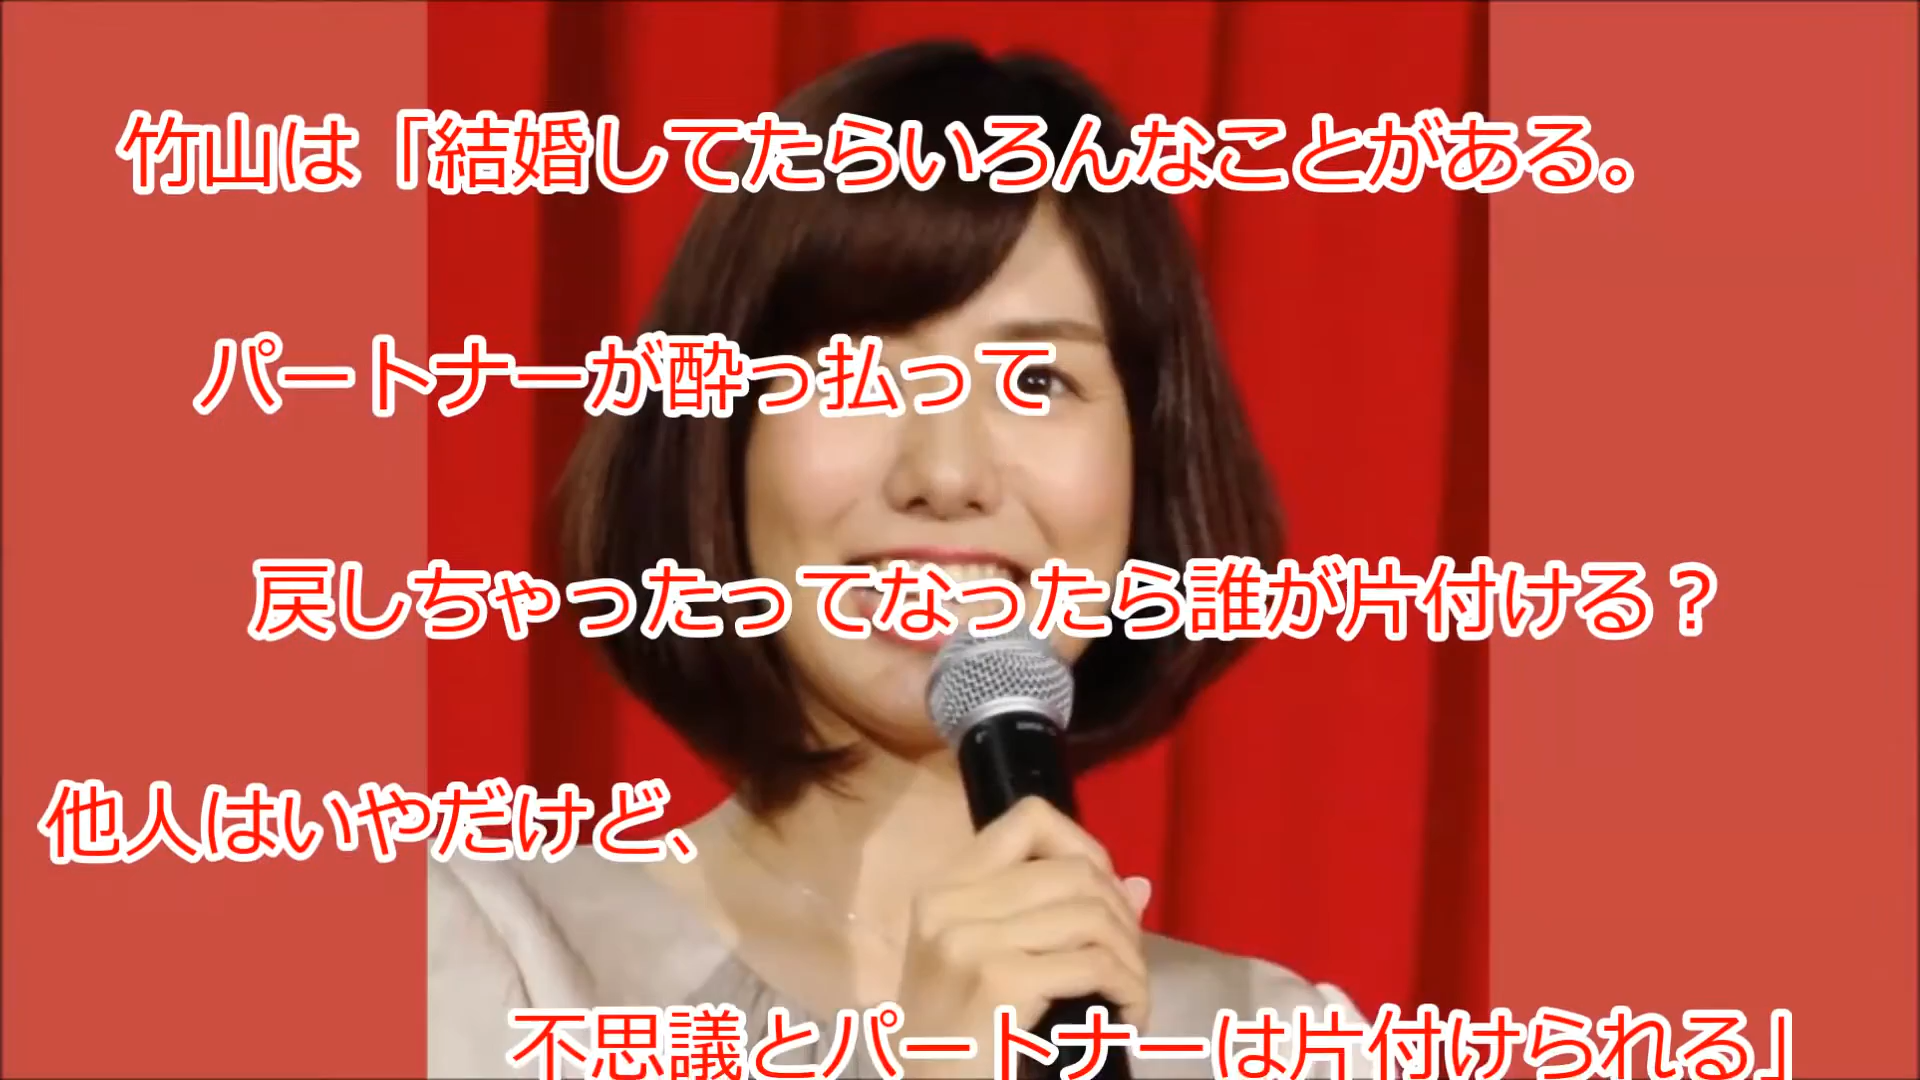 竹山は「結婚してたらいろんなことがある。
パートナーが酔っ払って
戻しちゃったってなったら誰が片付ける？
他人はいやだけど、
不思議とパートナーは片付けられる」